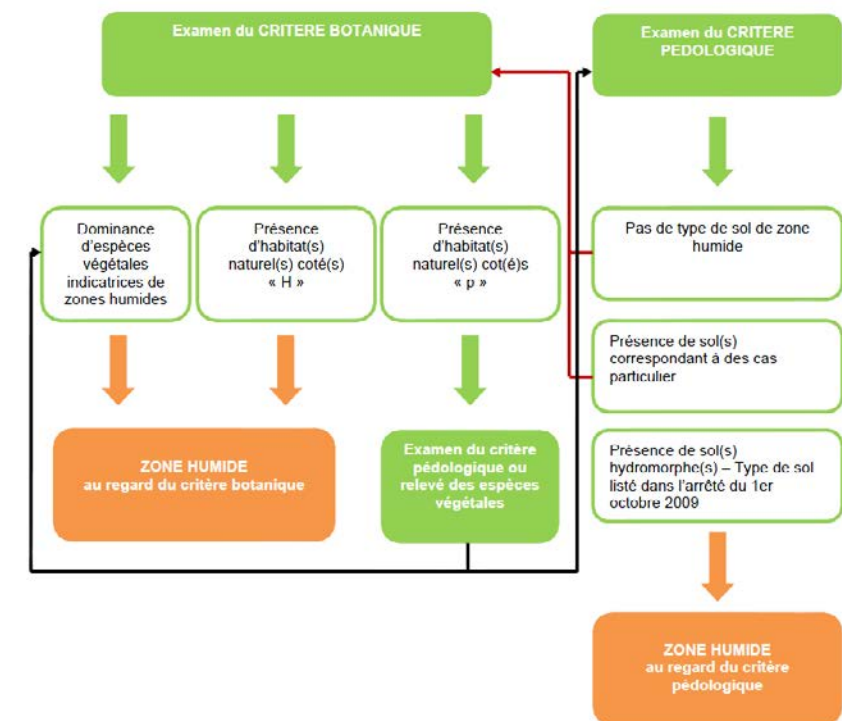 Examen du CRITERE BOTANIQUE
Examen du CRITERE
PEDOLOGIQUE
Dominance
d'espèces
végétales
indicatrices de
zones humides
Présence
d'habitat(s)
naturel(s) coté(s)
« H »
Présence
d'habitat(s)
naturel(s) cot(é)s
« p »
Pas de type de sol de zone
humide
Présence de sol(s)
correspondant à des cas
particulier
Présence de sol(s)
hydromorphe(s) – Type de sol
listé dans l'arrêté du 1er
octobre 2009
ZONE HUMIDE
au regard du critère botanique
Examen du critère
pédologique ou
relevé des espèces
végétales
ZONE HUMIDE
au regard du critère
pédologique